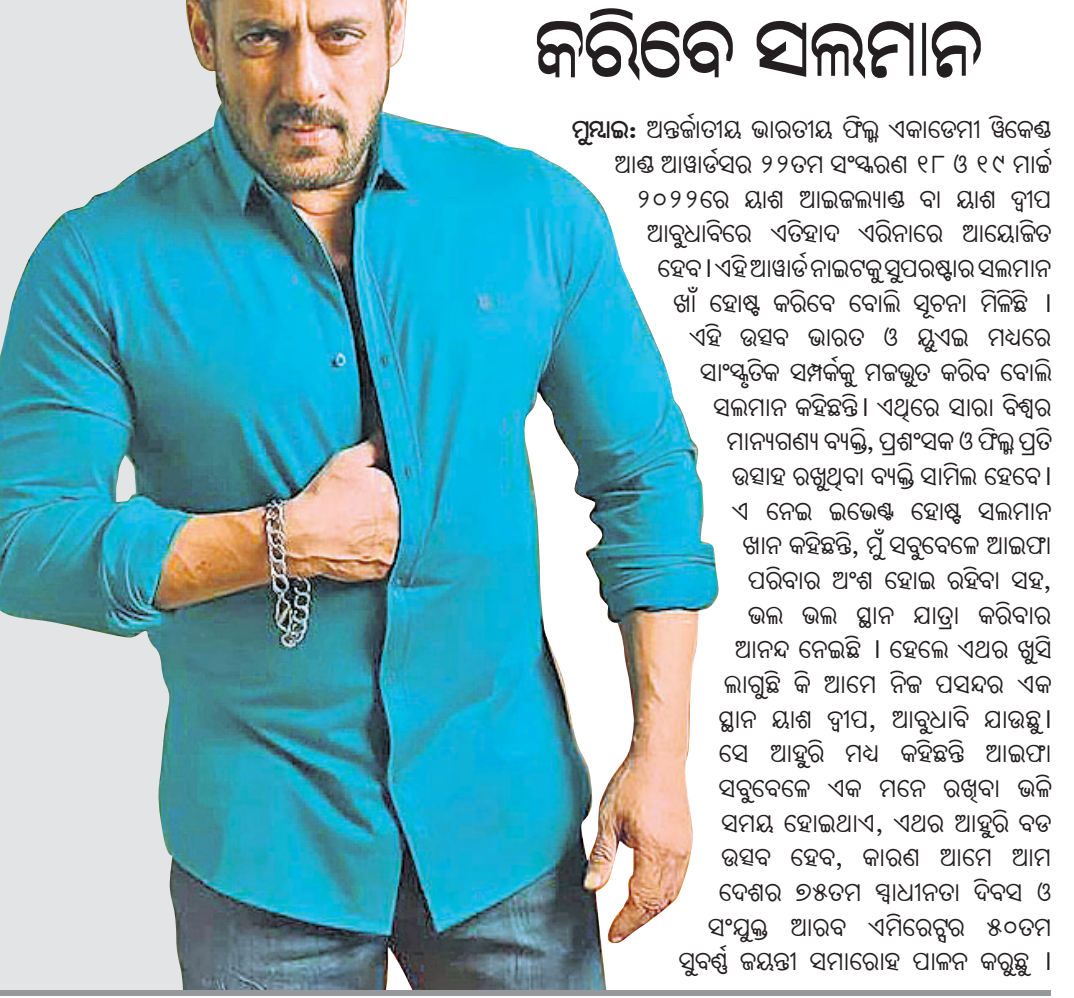 କରିବେ ସଲମାନ
ମୁମ୍ବାଇ: ଅନ୍ତର୍ଜାତୀୟ ଭାରତୀୟ ଫିଲ୍ମ ଏକାଡେମୀ ୱିକେଣ୍ଡ
ଆଣ୍ଡ ଆୱାର୍ଡସର ୨୨ତମ ସଂସ୍କରଣ ୧୮ ଓ ୧୯ ମାର୍ଚ୍ଚ
୨୦୨୨ରେ ୟାଶ ଆଇଜଲ୍ୟାଣ୍ଡ ବା ୟାଶ ଦ୍ୱୀପ
ଆବୁଧାବିରେ ଏତିହାଦ ଏରିନାରେ ଆୟୋଜିତ
ହେବ। ଏହି ଆୱାର୍ଡ ନାଇଟକୁ ସୁପରଷ୍ଟାର ସଲମାନ
ଖାଁ ହୋଷ୍ଟ କରିବେ ବୋଲି ସୂଚନା ମିଳିଛି ।
ଏହି ଉତ୍ସବ ଭାରତ ଓ ୟୁଏଇ ମଧ୍ୟରେ
ସାଂସ୍କୃତିକ ସମ୍ପର୍କକୁ ମଜଭୁତ କରିବ ବୋଲି
ସଲମାନ କହିଛନ୍ତି। ଏଥିରେ ସାରା ବିଶ୍ୱର
ମାନ୍ୟଗଣ୍ୟ ବ୍ୟକ୍ତି, ପ୍ରଶଂସକ ଓ ଫିଲ୍ମ ପ୍ରତି
ଉତ୍ସାହ ରଖୁଥିବା ବ୍ୟକ୍ତି ସାମିଲ ହେବେ।
ଏ ନେଇ ଇଭେଣ୍ଟ ହୋଷ୍ଟ ସଲମାନ
ଖାନ କହିଛନ୍ତି, ମୁଁ ସବୁବେଳେ ଆଇଫା
ପରିବାର ଅଂଶ ହୋଇ ରହିବା ସହ,
ଭଲ ଭଲ ସ୍ଥାନ ଯାତ୍ରା କରିବାର
ଆନନ୍ଦ ନେଇଛି । ହେଲେ ଏଥର ଖୁସି
ଲାଗୁଛି କି ଆମେ ନିଜ ପସନ୍ଦର ଏକ
ସ୍ଥାନ ୟାଶ ଦ୍ୱୀପ, ଆବୁଧାବି ଯାଉଛୁ।
ସେ ଆହୁରି ମଧ୍ୟ କହିଛନ୍ତି ଆଇଫା
ସବୁବେଳେ ଏକ ମନେ ରଖିବା ଭଳି
ସମୟ ହୋଇଥାଏ, ଏଥର ଆହୁରି ବଡ
ଉତ୍ସବ ହେବ, କାରଣ ଆମେ ଆମ
ଦେଶର ୭୫ତମ ସ୍ୱାଧୀନତା ଦିବସ ଓ
ସଂଯୁକ୍ତ ଆରବ ଏମିରେଟ୍ସର ୫୦ତମ
ସୁବର୍ଣ୍ଣ ଜୟନ୍ତୀ ସମାରୋହ ପାଳନ କରୁଛୁ ।